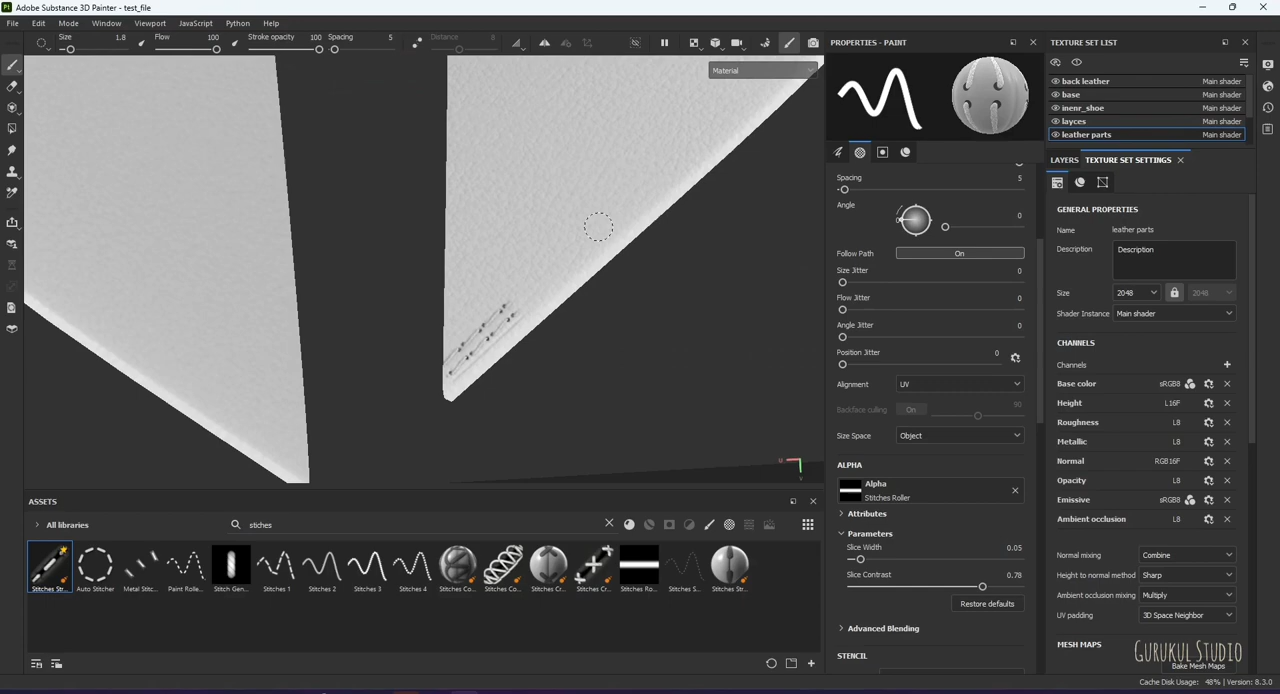 Adobe Substance 3D Painter - test_file
File Edit Mode Window Viewport JavaScript Python Help
Size 1.8 Flow 100 Stroke opacity 100 Spacing 5 Distance 8
Material
PROPERTIES - PAINT
Spacing 5
Angle 0
Follow Path On
Size Jitter 0
Flow Jitter 0
Angle Jitter 0
Position Jitter 0
Alignment UV
Backface culling On 90
Size Space Object
ALPHA
Alpha
Stitches Roller
Attributes
Parameters
Slice Width 0.05
Slice Contrast 0.78
Restore defaults
Advanced Blending
STENCIL
TEXTURE SET LIST
back leather Main shader
base Main shader
inenr_shoe Main shader
layces Main shader
leather parts Main shader
LAYERS TEXTURE SET SETTINGS
GENERAL PROPERTIES
Name leather parts
Description Description
Size 2048 2048
Shader Instance Main shader
CHANNELS
Channels
Base color sRGB8
Height L16F
Roughness L8
Metallic L8
Normal RGB16F
Opacity L8
Emissive sRGB8
Ambient occlusion L8
Normal mixing Combine
Height to normal method Sharp
Ambient occlusion mixing Multiply
UV padding 3D Space Neighbor
MESH MAPS
GURUKUL STUDIO
Bake Mesh Maps
ASSETS
All libraries stiches
Stitches Str... Auto Stitcher Metal Stitc... Paint Rolle... Stitch Gen... Stitches 1 Stitches 2 Stitches 3 Stitches 4 Stitches Co... Stitches Co... Stitches Cr... Stitches Cr... Stitches Ro... Stitches S... Stitches Str...
Cache Disk Usage: 48% | Version: 8.3.0